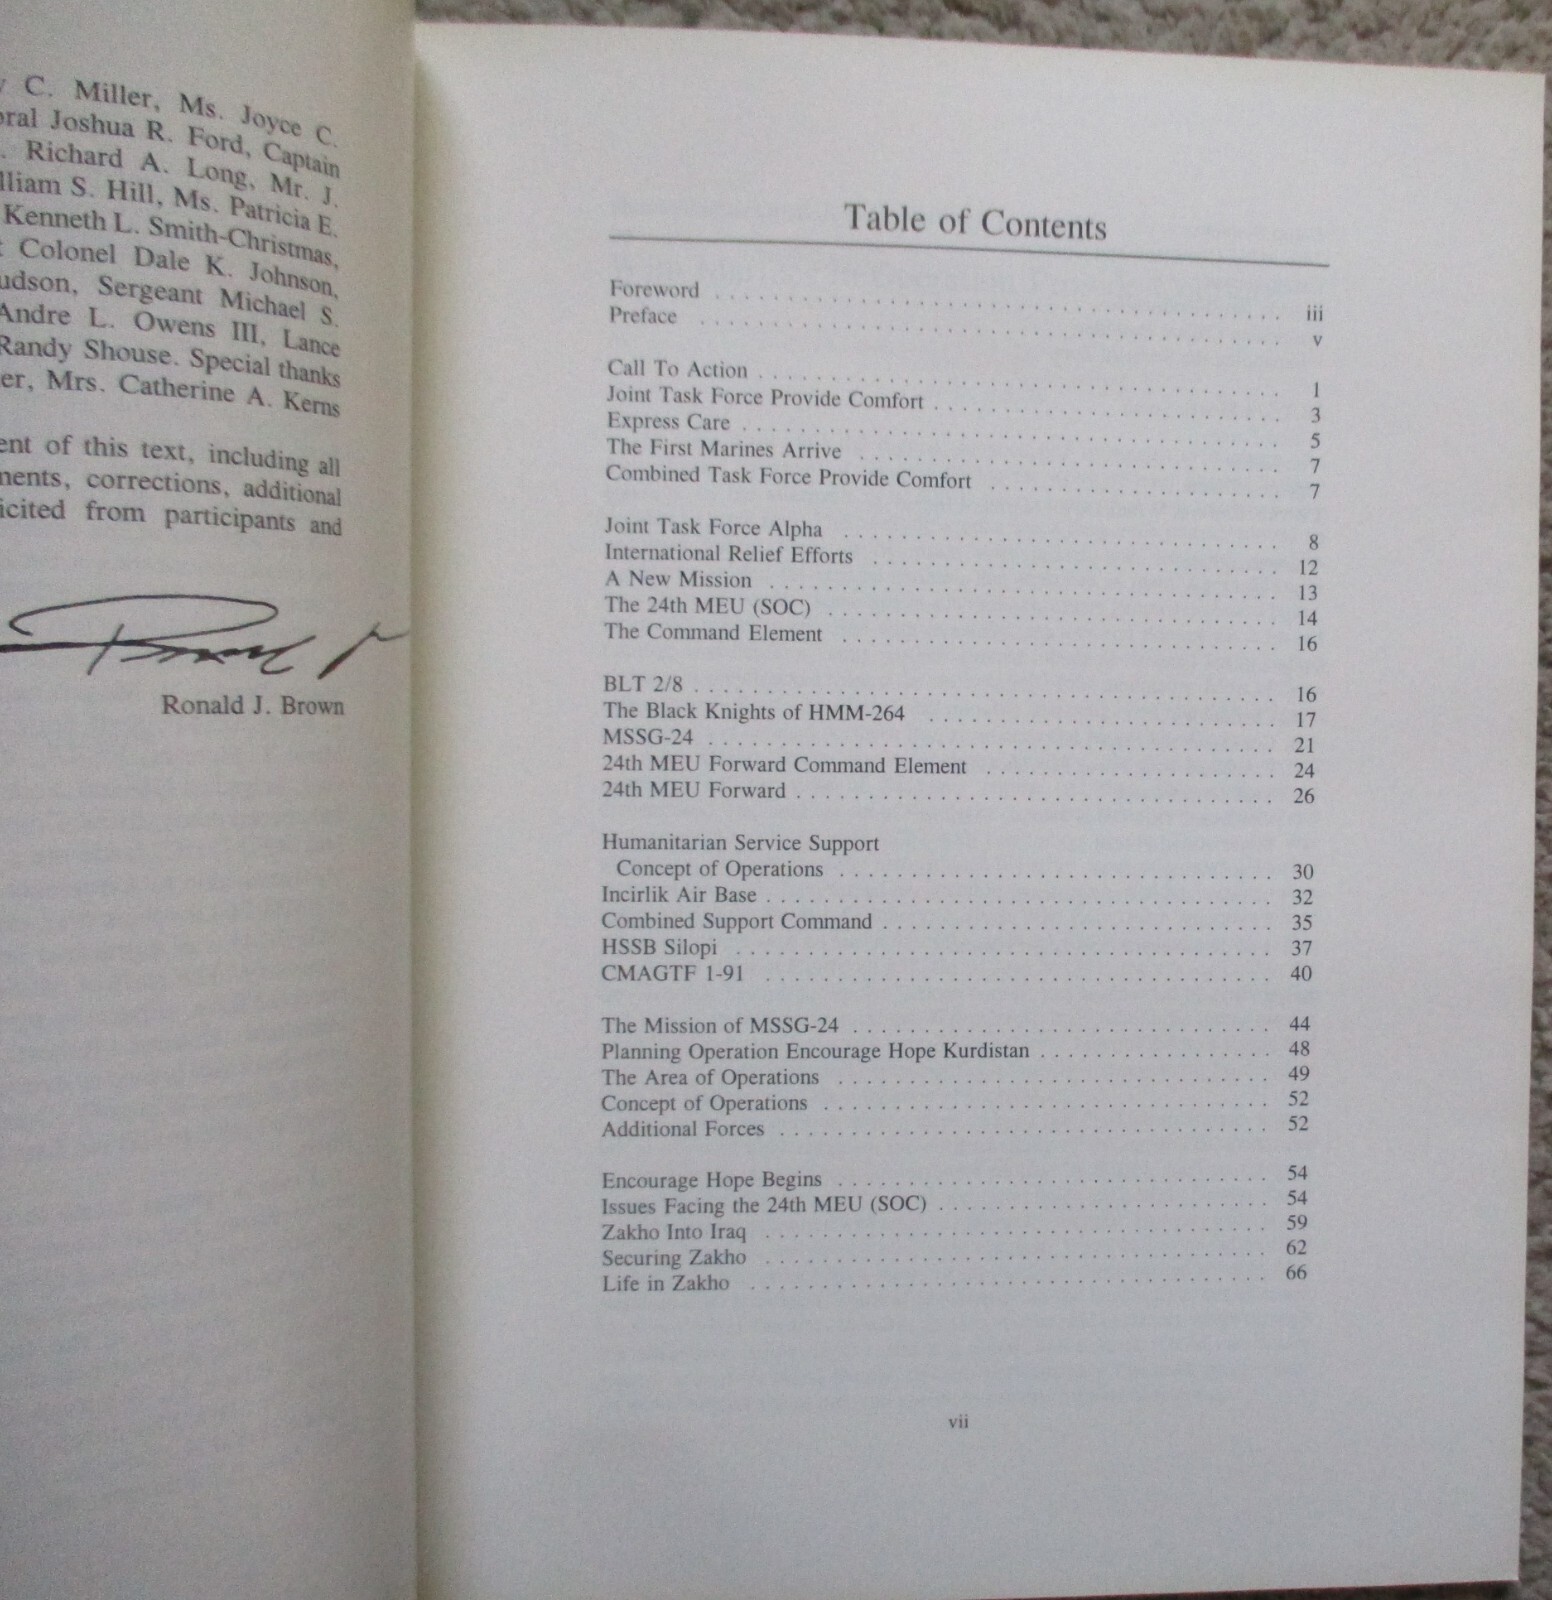 C. Miller, Ms. Joyce C.
Joshua R. Ford, Captain
Richard A. Long, Mr. J.
S. Hill, Ms. Patricia E.
Kenneth L. Smith-Christmas,
Colonel Dale K. Johnson,
Sergeant Michael S.
Andre L. Owens III, Lance
Randy Shouse. Special thanks
Mrs. Catherine A. Kerns
of this text, including all
corrections, additional
from participants and
Ronald J. Brown
Table of Contents
Foreword . . . . . . . . . . . . . . . . . . . . iii
Preface . . . . . . . . . . . . . . . . . . . . v
Call To Action . . . . . . . . . . . . . . . . . . . . 1
Joint Task Force Provide Comfort . . . . . . . . . . . . . . . . . . . . 3
Express Care . . . . . . . . . . . . . . . . . . . . 5
The First Marines Arrive . . . . . . . . . . . . . . . . . . . . 7
Combined Task Force Provide Comfort . . . . . . . . . . . . . . . . . . . . 7
Joint Task Force Alpha . . . . . . . . . . . . . . . . . . . . 8
International Relief Efforts . . . . . . . . . . . . . . . . . . . . 12
A New Mission . . . . . . . . . . . . . . . . . . . . 13
The 24th MEU (SOC) . . . . . . . . . . . . . . . . . . . . 14
The Command Element . . . . . . . . . . . . . . . . . . . . 16
BLT 2/8 . . . . . . . . . . . . . . . . . . . . 16
The Black Knights of HMM-264 . . . . . . . . . . . . . . . . . . . . 17
MSSG-24 . . . . . . . . . . . . . . . . . . . . 21
24th MEU Forward Command Element . . . . . . . . . . . . . . . . . . . . 24
24th MEU Forward . . . . . . . . . . . . . . . . . . . . 26
Humanitarian Service Support
Concept of Operations . . . . . . . . . . . . . . . . . . . . 30
Incirlik Air Base . . . . . . . . . . . . . . . . . . . . 32
Combined Support Command . . . . . . . . . . . . . . . . . . . . 35
HSSB Silopi . . . . . . . . . . . . . . . . . . . . 37
CMAGTF 1-91 . . . . . . . . . . . . . . . . . . . . 40
The Mission of MSSG-24 . . . . . . . . . . . . . . . . . . . . 44
Planning Operation Encourage Hope Kurdistan . . . . . . . . . . . . . . . . 48
The Area of Operations . . . . . . . . . . . . . . . . . . . . 49
Concept of Operations . . . . . . . . . . . . . . . . . . . . 52
Additional Forces . . . . . . . . . . . . . . . . . . . . 52
Encourage Hope Begins . . . . . . . . . . . . . . . . . . . . 54
Issues Facing the 24th MEU (SOC) . . . . . . . . . . . . . . . . . . . . 54
Zakho Into Iraq . . . . . . . . . . . . . . . . . . . . 59
Securing Zakho . . . . . . . . . . . . . . . . . . . . 62
Life in Zakho . . . . . . . . . . . . . . . . . . . . 66
vii